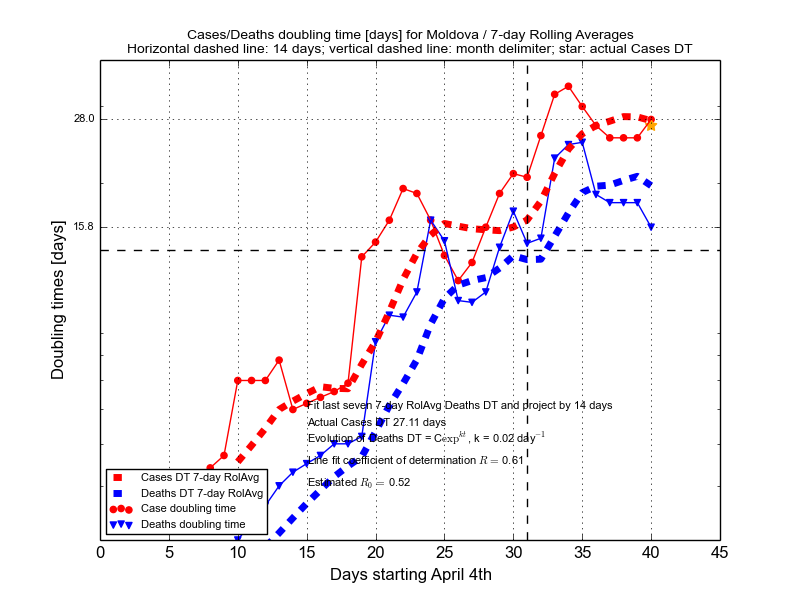 Cases/Deaths doubling time [days] for Moldova / 7-day Rolling Averages
Horizontal dashed line: 14 days; vertical dashed line: month delimiter; star: actual Cases DT
28.0
15.8
Doubling times [days]
Fit last seven 7-day RolAvg Deaths DT and project by 14 days
Actual Cases DT 27.11 days
Evolution of Deaths DT = Cexp^{kt}, k = 0.02 day^{-1}
Line fit coefficient of determination R = 0.61
Estimated R_0 = 0.52
Cases DT 7-day RolAvg
Deaths DT 7-day RolAvg
Case doubling time
Deaths doubling time
0 5 10 15 20 25 30 35 40 45
Days starting April 4th